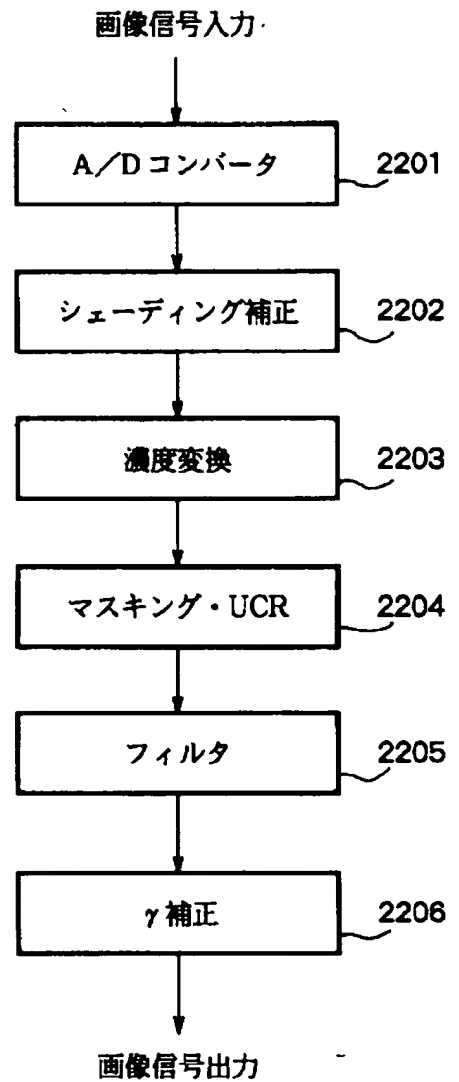 画像信号入力
A/Dコンバータ 2201
シェーディング補正 2202
濃度変換 2203
マスキング・UCR 2204
フィルタ 2205
γ補正 2206
画像信号出力